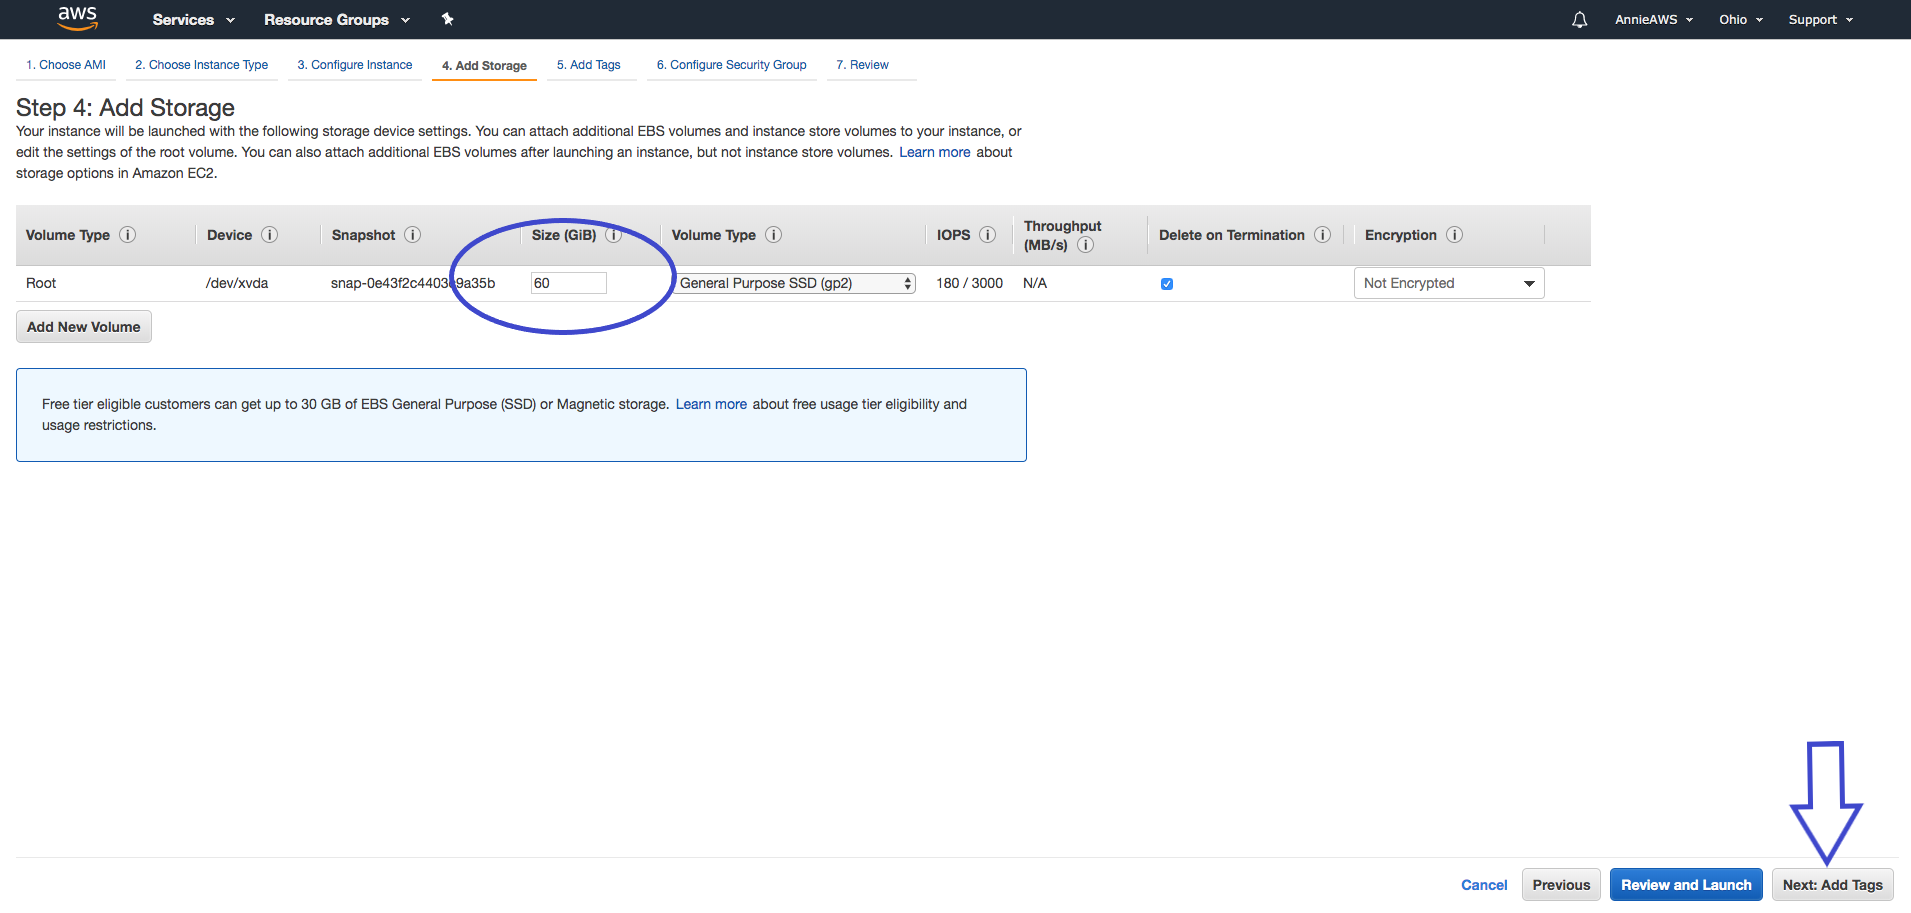 aws Services Resource Groups AnnieAWS Ohio Support
1. Choose AMI 2. Choose Instance Type 3. Configure Instance 4. Add Storage 5. Add Tags 6. Configure Security Group 7. Review
Step 4: Add Storage
Your instance will be launched with the following storage device settings. You can attach additional EBS volumes and instance store volumes to your instance, or
edit the settings of the root volume. You can also attach additional EBS volumes after launching an instance, but not instance store volumes. Learn more about
storage options in Amazon EC2.
Volume Type i Device i Snapshot i Size (GiB) i Volume Type i IOPS i Throughput (MB/s) i Delete on Termination i Encryption i
Root /dev/xvda 60 General Purpose SSD (gp2) 180 / 3000 N/A Not Encrypted
Add New Volume
Free tier eligible customers can get up to 30 GB of EBS General Purpose (SSD) or Magnetic storage. Learn more about free usage tier eligibility and
usage restrictions.
Cancel Previous Review and Launch Next: Add Tags